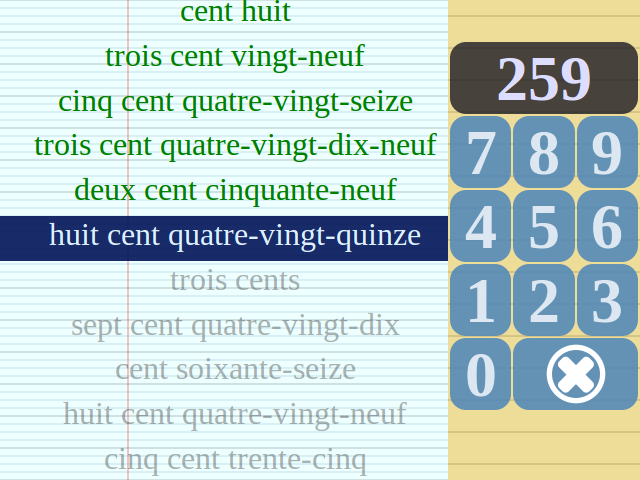 cent huit
trois cent vingt-neuf
cinq cent quatre-vingt-seize
trois cent quatre-vingt-dix-neuf
deux cent cinquante-neuf
huit cent quatre-vingt-quinze
trois cents
sept cent quatre-vingt-dix
cent soixante-seize
huit cent quatre-vingt-neuf
cinq cent trente-cinq
259
7 8 9
4 5 6
1 2 3
0